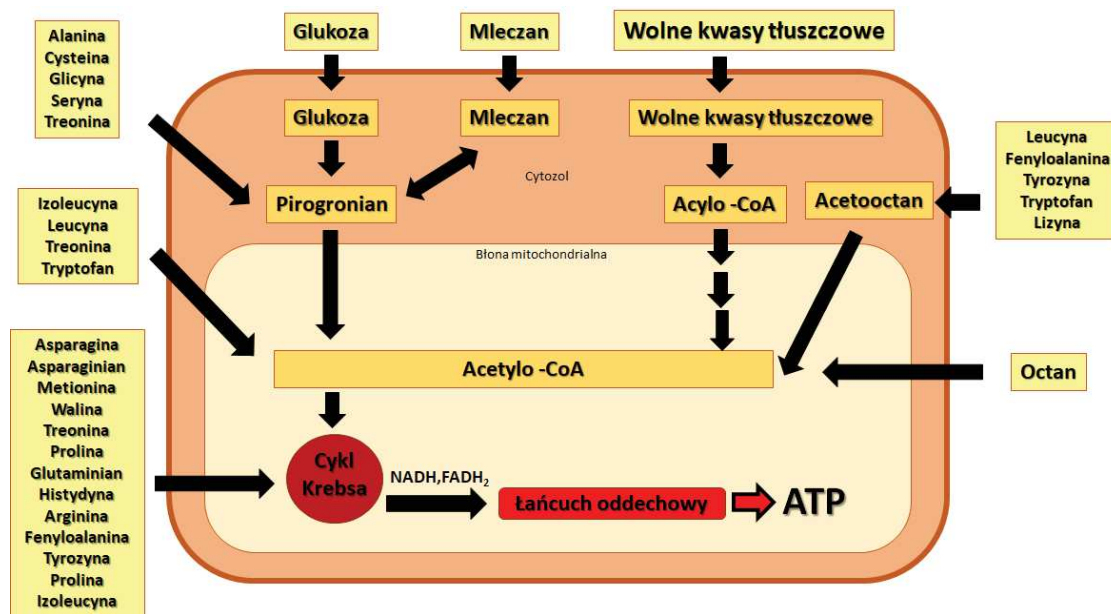 Alanina
Cysteina
Glicyna
Seryna
Treonina
Glukoza
Mleczan
Wolne kwasy tłuszczowe
Glukoza
Mleczan
Wolne kwasy tłuszczowe
Cytozol
Izoleucyna
Leucyna
Treonina
Tryptofan
Pirogronian
Acylo -CoA
Acetooctan
Leucyna
Fenyloalanina
Tyrozyna
Tryptofan
Lizyna
Błona mitochondrialna
Acetylo -CoA
Octan
Asparagina
Asparaginian
Metionina
Walina
Treonina
Prolina
Glutaminian
Histydyna
Arginina
Fenyloalanina
Tyrozyna
Prolina
Izoleucyna
Cykl
Krebsa
NADH,FADH₂
Łańcuch oddechowy
ATP